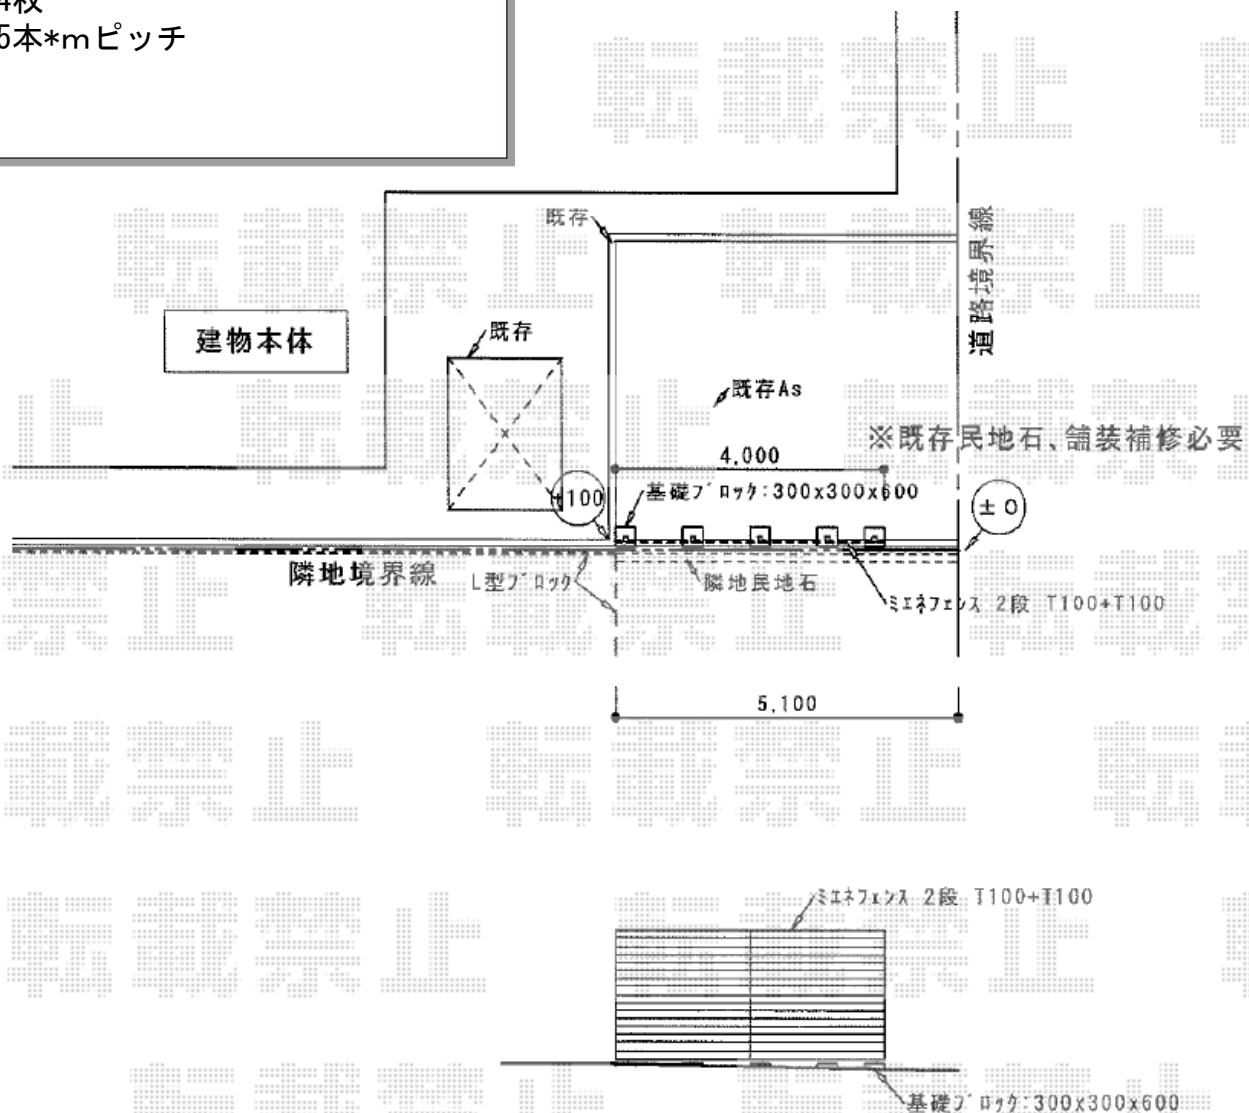 4枚
5本*mピッチ
転載禁止
既存
道路境界線
建物本体
既存
既存As
※既存民地石、舗装補修必要
4,000
+100
基礎ﾌﾞﾛｯｸ:300x300x600
±0
隣地境界線
L型ﾌﾞﾛｯｸ
隣地民地石
ﾐｴﾈﾌｪﾝｽ 2段 T100+T100
5,100
ﾐｴﾈﾌｪﾝｽ 2段 T100+T100
基礎ﾌﾞﾛｯｸ:300x300x600